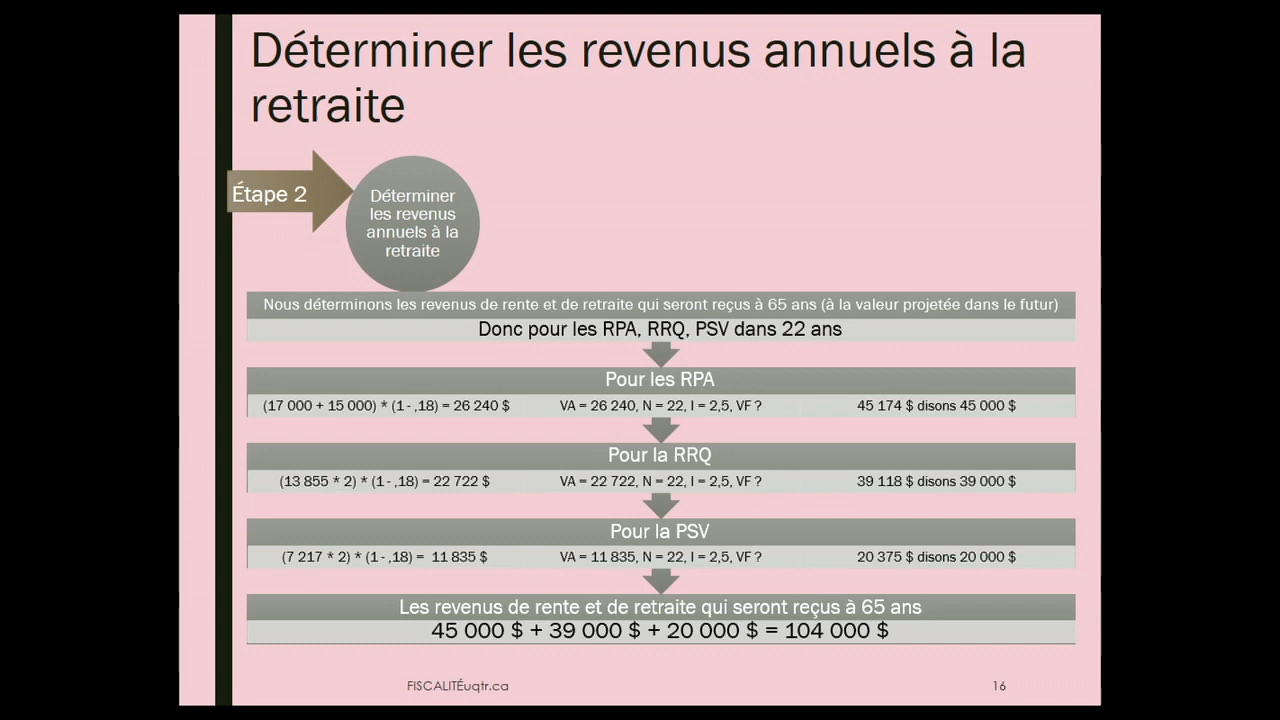 Déterminer les revenus annuels à la
retraite
Étape 2
Déterminer
les revenus
annuels à la
retraite
Nous déterminons les revenus de rente et de retraite qui seront reçus à 65 ans (à la valeur projetée dans le futur)
Donc pour les RPA, RRQ, PSV dans 22 ans
Pour les RPA
(17 000 + 15 000) * (1 - ,18) = 26 240 $ VA = 26 240, N = 22, I = 2,5, VF ? 45 174 $ disons 45 000 $
Pour la RRQ
(13 855 * 2) * (1 - ,18) = 22 722 $ VA = 22 722, N = 22, I = 2,5, VF ? 39 118 $ disons 39 000 $
Pour la PSV
(7 217 * 2) * (1 - ,18) = 11 835 $ VA = 11 835, N = 22, I = 2,5, VF ? 20 375 $ disons 20 000 $
Les revenus de rente et de retraite qui seront reçus à 65 ans
45 000 $ + 39 000 $ + 20 000 $ = 104 000 $
FISCALITÉuqtr.ca 16